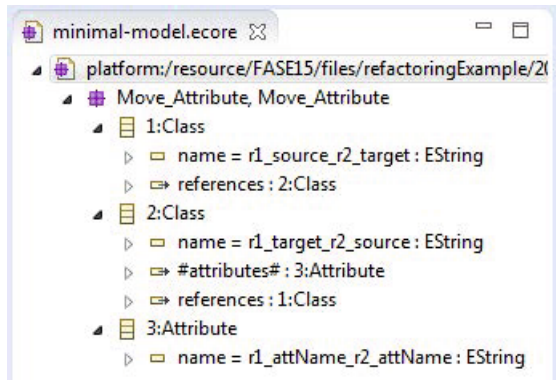 minimal-model.ecore
platform:/resource/FASE15/files/refactoringExample/20
Move_Attribute, Move_Attribute
1:Class
name = r1_source_r2_target : EString
references : 2:Class
2:Class
name = r1_target_r2_source : EString
#attributes# : 3:Attribute
references : 1:Class
3:Attribute
name = r1_attName_r2_attName : EString